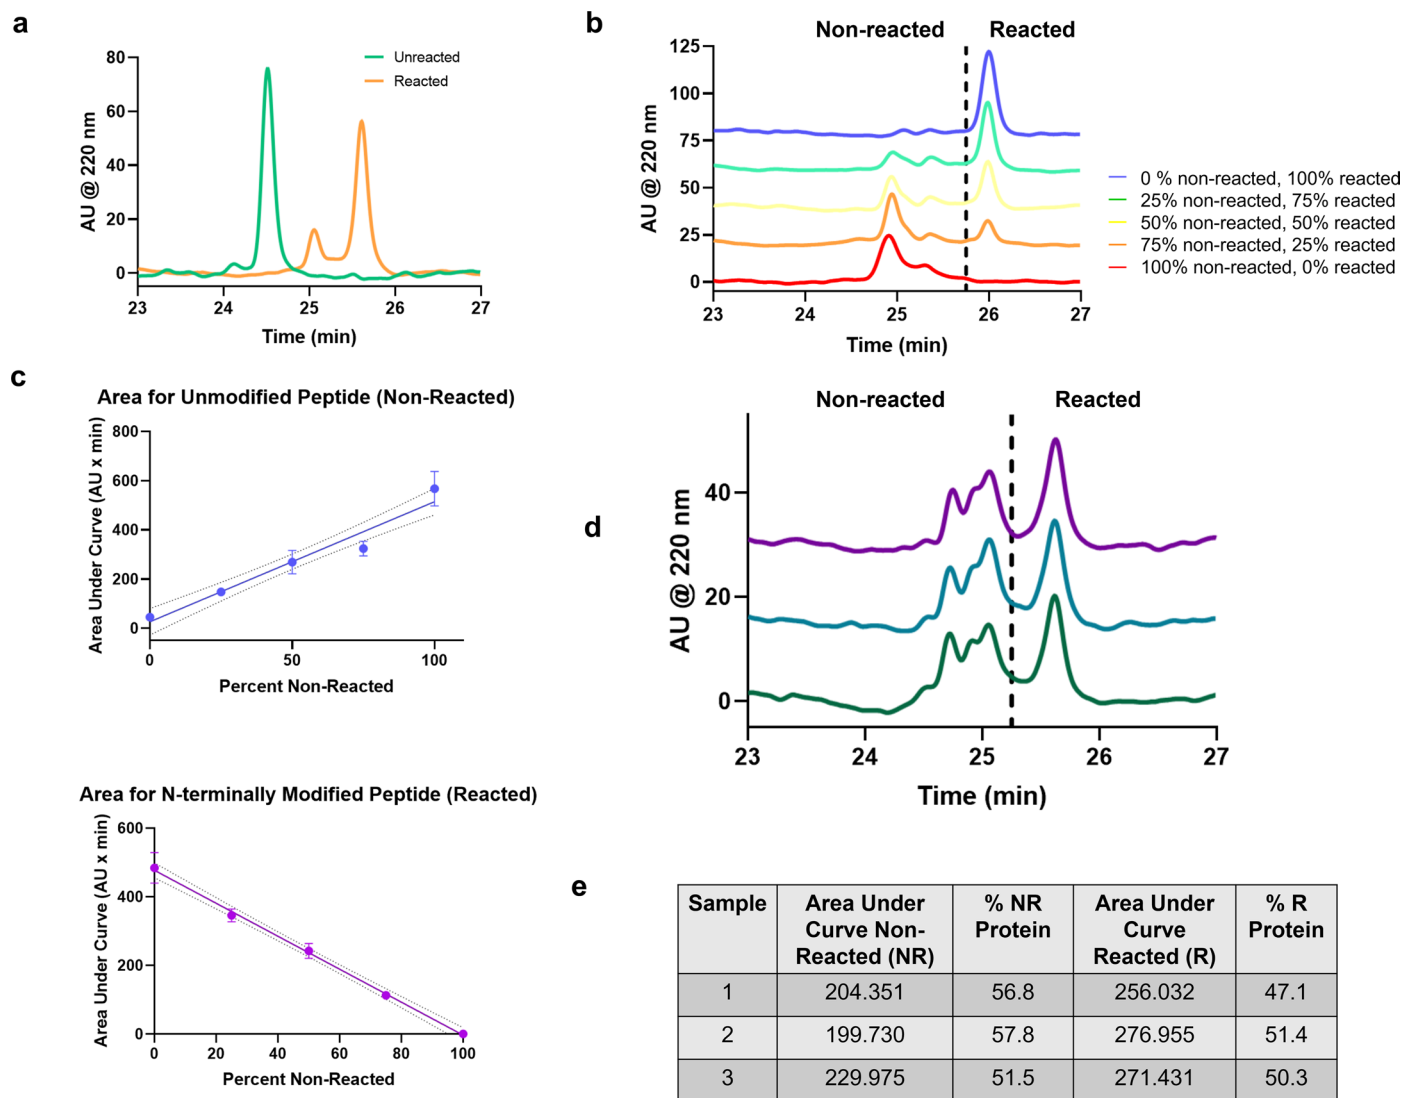 a
80
60
40
20
0
AU @ 220 nm
Unreacted
Reacted
23 24 25 26 27
Time (min)
b
Non-reacted Reacted
125
100
75
50
25
0
AU @ 220 nm
23 24 25 26 27
Time (min)
0 % non-reacted, 100% reacted
25% non-reacted, 75% reacted
50% non-reacted, 50% reacted
75% non-reacted, 25% reacted
100% non-reacted, 0% reacted
c
Area for Unmodified Peptide (Non-Reacted)
800
600
400
200
0
Area Under Curve (AU x min)
0 50 100
Percent Non-Reacted
Area for N-terminally Modified Peptide (Reacted)
600
400
200
0
Area Under Curve (AU x min)
0 20 40 60 80 100
Percent Non-Reacted
d
Non-reacted Reacted
40
20
0
AU @ 220 nm
23 24 25 26 27
Time (min)
e
Sample Area Under Curve Non-Reacted (NR) % NR Protein Area Under Curve Reacted (R) % R Protein
1 204.351 56.8 256.032 47.1
2 199.730 57.8 276.955 51.4
3 229.975 51.5 271.431 50.3